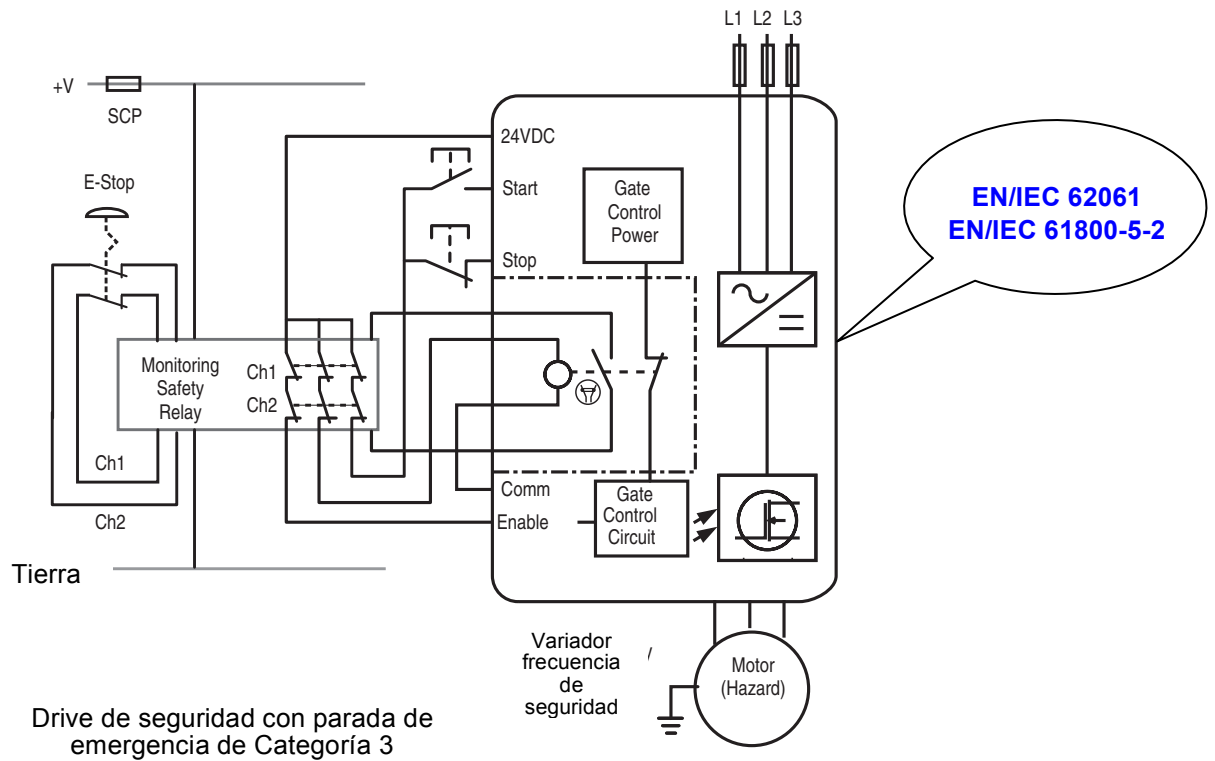 L1 L2 L3
+V
SCP
24VDC
E-Stop
Start
Gate
Control
Power
EN/IEC 62061
EN/IEC 61800-5-2
Stop
Monitoring
Safety
Relay
Ch1
Ch2
Ch1
Ch2
Comm
Enable
Gate
Control
Circuit
Tierra
Variador
frecuencia
de
seguridad
Motor
(Hazard)
Drive de seguridad con parada de
emergencia de Categoría 3